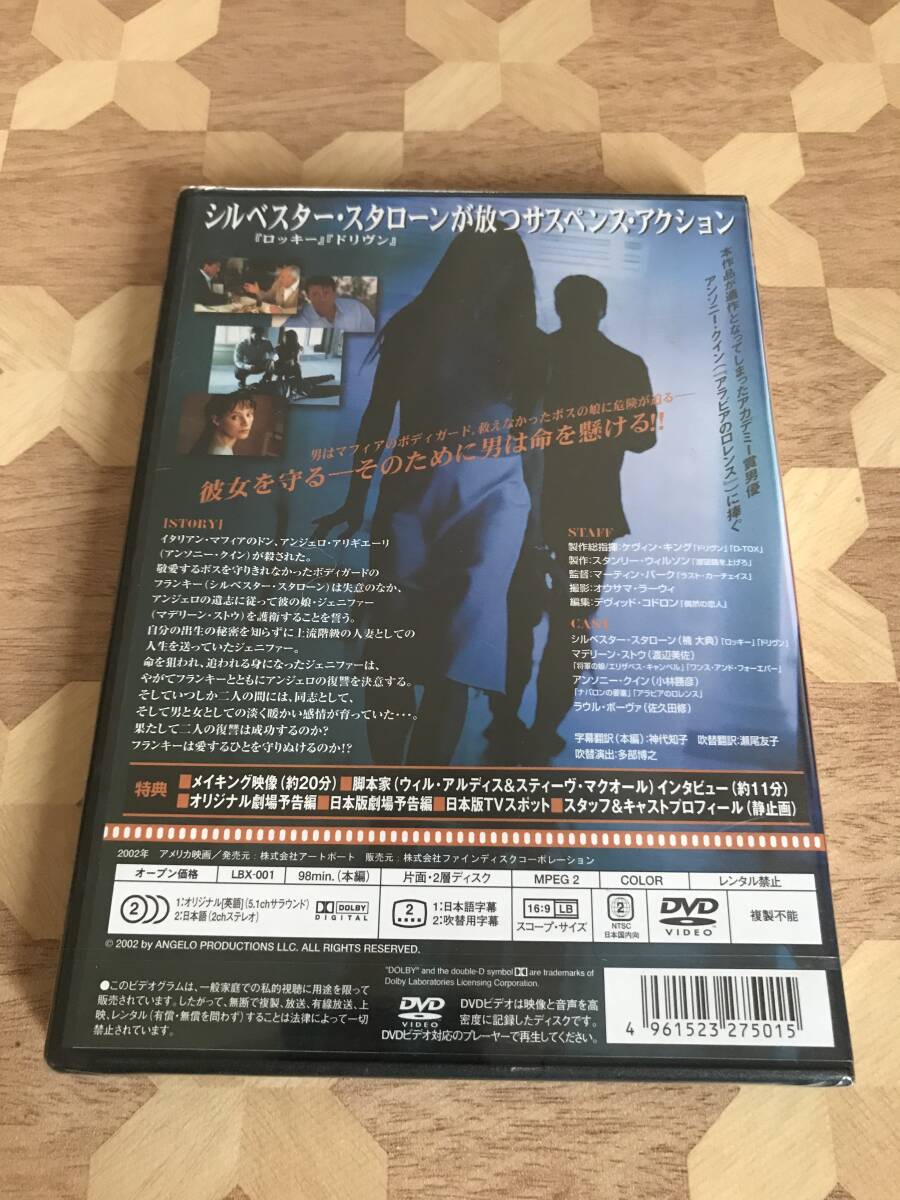 シルベスター・スタローンが放つサスペンス・アクション
『ロッキー』『ドリヴン』
本作品が遺作となってしまったアカデミー賞男優
アンソニー・クイン(「アラビアのロレンス」)に捧ぐ
男はマフィアのボディガード。救えなかったボスの娘に危険が迫る—
彼女を守る—そのために男は命を懸ける!!
[STORY]
イタリアン・マフィアのドン、アンジェロ・アリギエーリ
(アンソニー・クイン)が殺された。
敬愛するボスを守りきれなかったボディガードの
フランキー(シルベスター・スタローン)は失意のなか、
アンジェロの遺志に従って彼の娘・ジェニファー
(マデリーン・ストウ)を護衛することを誓う。
自分の出生の秘密を知らずに上流階級の人妻としての
人生を送っていたジェニファー。
命を狙われ、追われる身になったジェニファーは、
やがてフランキーとともにアンジェロの復讐を決意する。
そしていつしか二人の間には、同志として、
そして男と女としての淡く暖かい感情が育っていた・・・。
果たして二人の復讐は成功するのか?
フランキーは愛するひとを守りぬけるのか!?
STAFF
製作総指揮:ケヴィン・キング「ドリヴン」「D-TOX」
製作:スタンリー・ウィルソン「潜望鏡を上げろ」
監督:マーティン・バーク「ラスト・カーチェイス」
撮影:オウサマ・ラーウィ
編集:デヴィッド・コドロン「偶然の恋人」
CAST
シルベスター・スタローン(楠 大典)「ロッキー」「ドリヴン」
マデリーン・ストウ(渡辺美佐)
「将軍の娘/エリザベス・キャンベル」「ワンス・アンド・フォーエバー」
アンソニー・クイン(小林勝彦)
「ナバロンの要塞」「アラビアのロレンス」
ラウル・ボーヴァ(佐久田修)
字幕翻訳(本編):神代知子 吹替翻訳:瀬尾友子
吹替演出:多部博之
特典 ■メイキング映像(約20分)■脚本家(ウィル・アルディス&スティーヴ・マクオール)インタビュー(約11分)
■オリジナル劇場予告編■日本版劇場予告編■日本版TVスポット■スタッフ&キャストプロフィール(静止画)
2002年 アメリカ映画/発売元:株式会社アートポート 販売元:株式会社ファインディスクコーポレーション
オープン価格 LBX-001 98min.(本編) 片面・2層ディスク MPEG 2 COLOR レンタル禁止
2 1:オリジナル[英語](5.1chサラウンド)
2:日本語(2chステレオ)
DOLBY
DIGITAL
2 1:日本語字幕
2:吹替用字幕
16:9 LB
スコープ・サイズ
2
NTSC
日本国内向
DVD
VIDEO
複製不能
© 2002 by ANGELO PRODUCTIONS LLC. ALL RIGHTS RESERVED.
"DOLBY" and the double-D symbol are trademarks of
Dolby Laboratories Licensing Corporation.
●このビデオグラムは、一般家庭での私的視聴に用途を限って
販売されています。したがって、無断で複製、放送、有線放送、上
映、レンタル(有償・無償を問わず)することは法律によって一切
禁止されています。
DVD
VIDEO
DVDビデオは映像と音声を高
密度に記録したディスクです。
DVDビデオ対応のプレーヤーで再生してください。
4 961523 275015